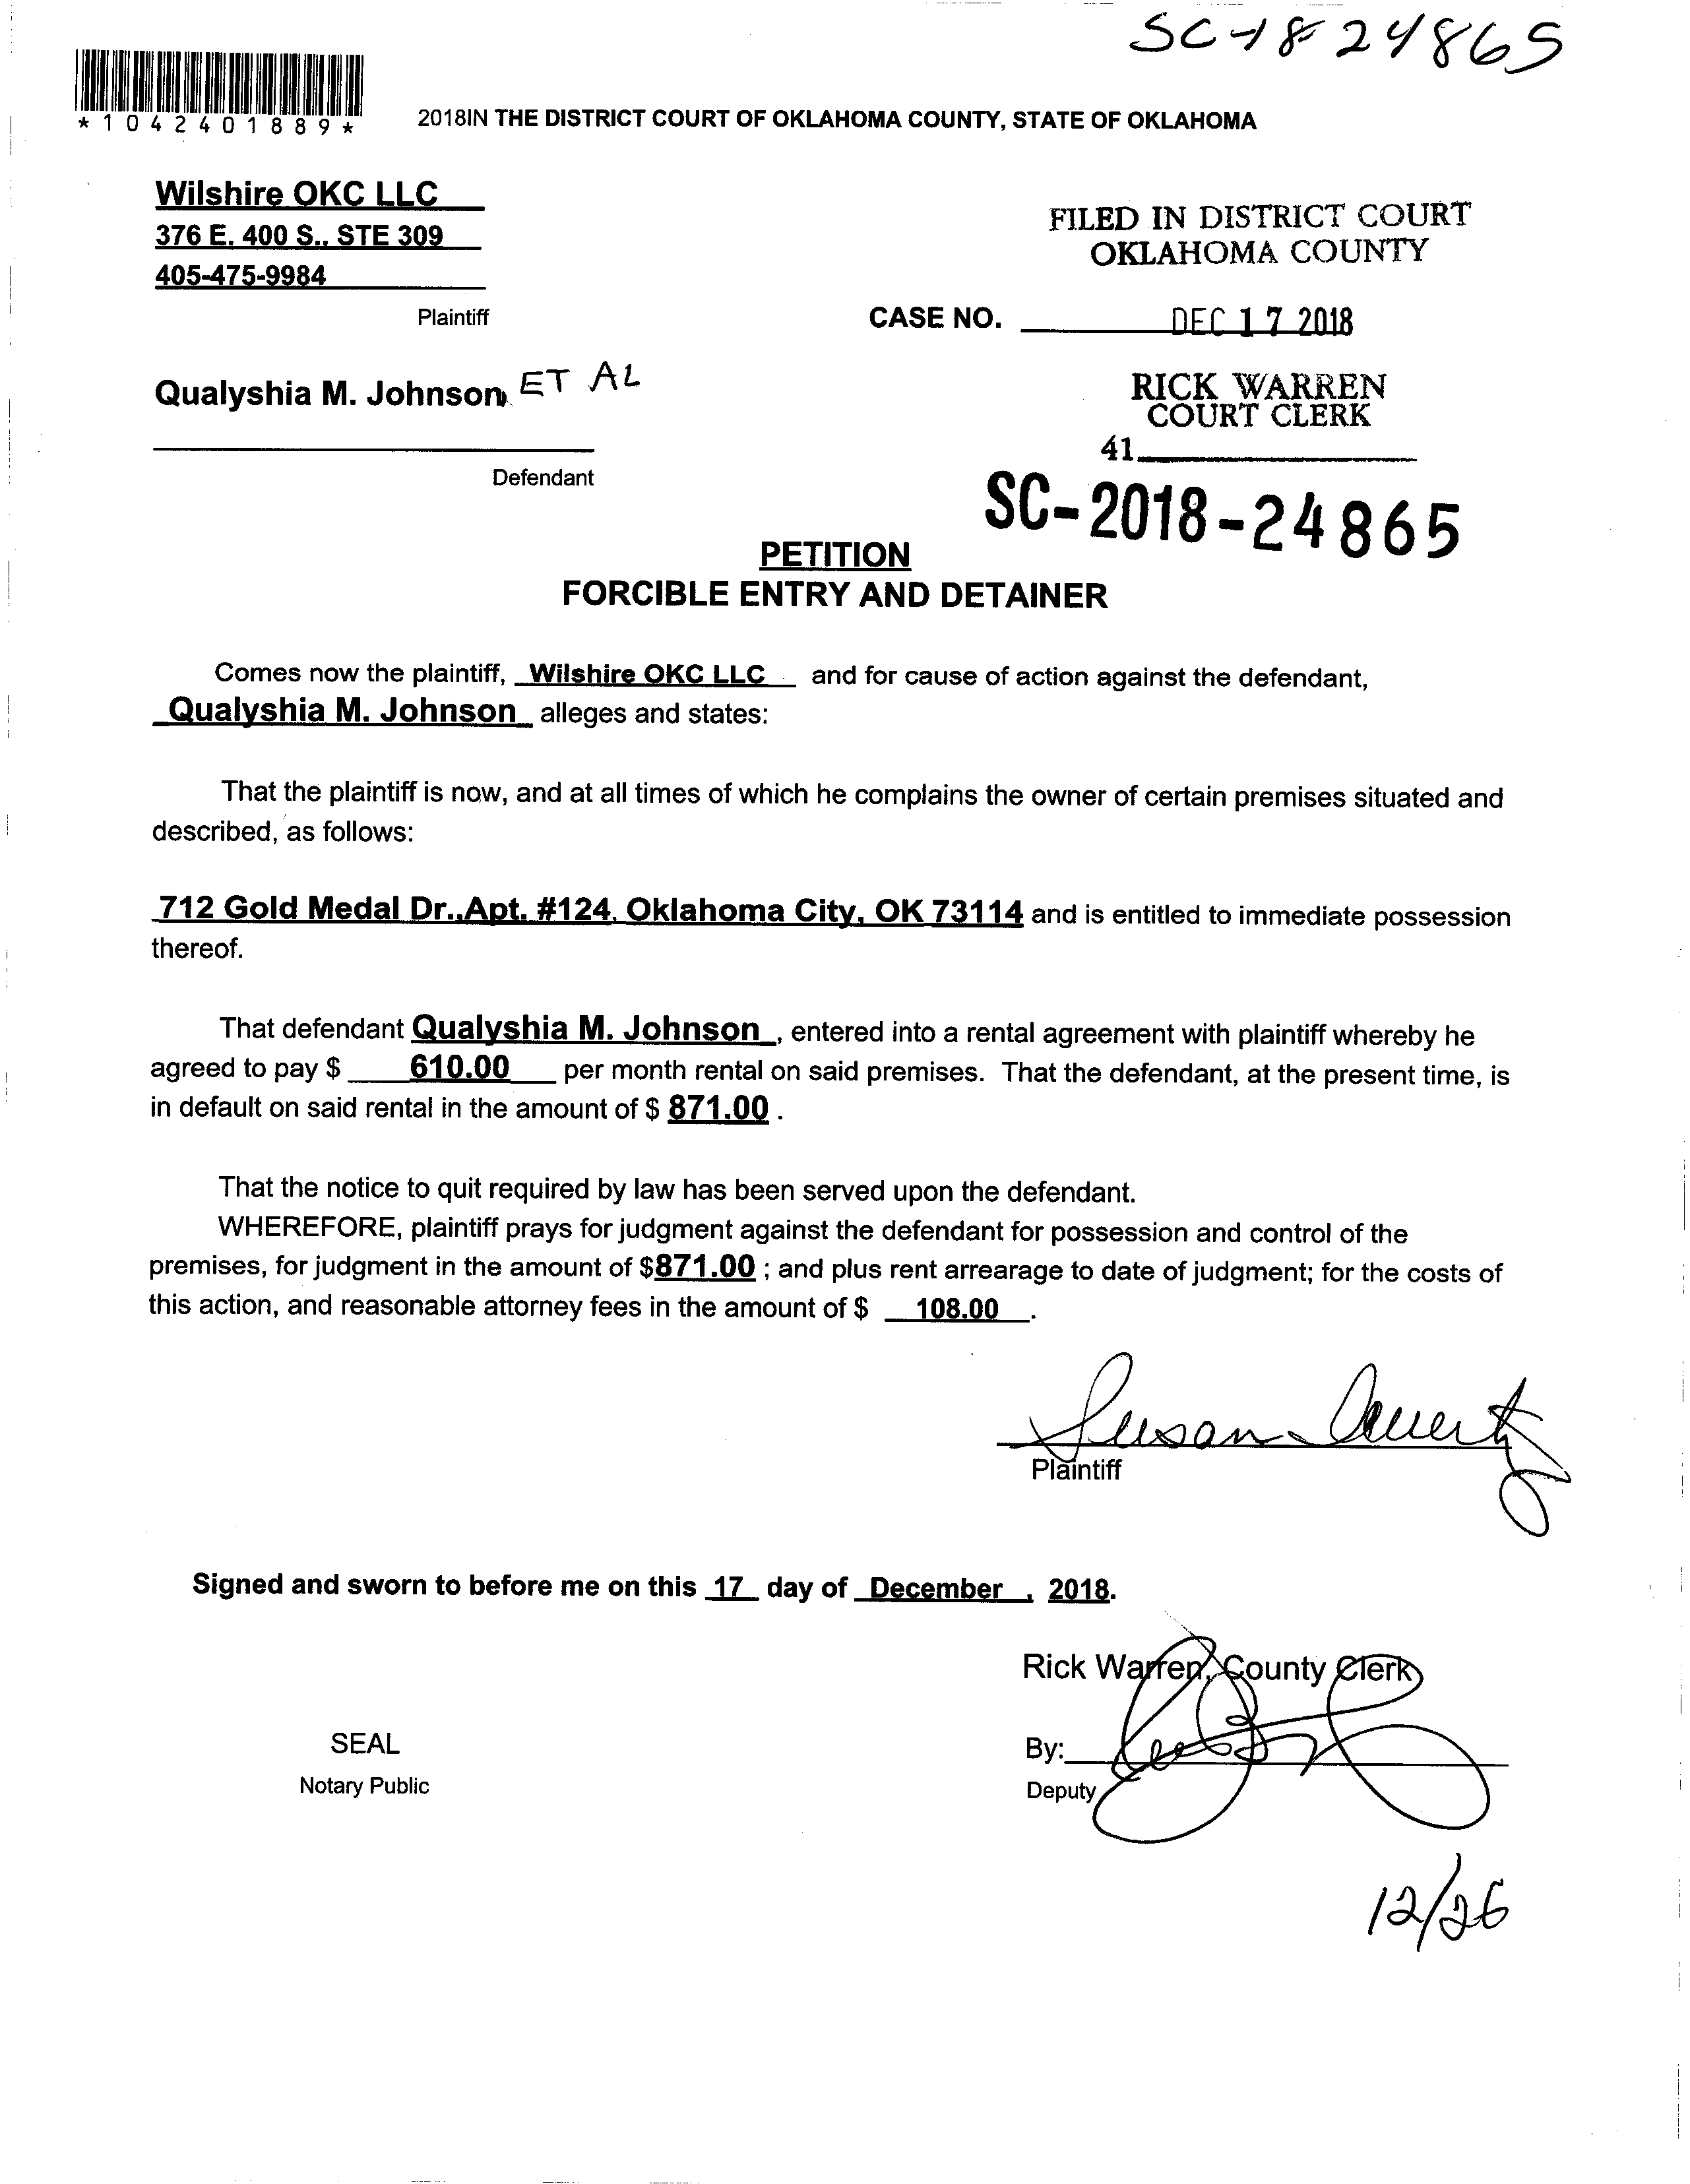 SC-18-24865
*1042401889*
2018IN THE DISTRICT COURT OF OKLAHOMA COUNTY, STATE OF OKLAHOMA
Wilshire OKC LLC
376 E. 400 S., STE 309
405-475-9984
Plaintiff
FILED IN DISTRICT COURT
OKLAHOMA COUNTY
CASE NO. DEC 17 2018
Qualyshia M. Johnson, ET AL
RICK WARREN
COURT CLERK
41
Defendant
SC-2018-24865
PETITION
FORCIBLE ENTRY AND DETAINER
Comes now the plaintiff, Wilshire OKC LLC and for cause of action against the defendant,
Qualyshia M. Johnson alleges and states:
That the plaintiff is now, and at all times of which he complains the owner of certain premises situated and
described, as follows:
712 Gold Medal Dr.,Apt. #124, Oklahoma City, OK 73114 and is entitled to immediate possession
thereof.
That defendant Qualyshia M. Johnson , entered into a rental agreement with plaintiff whereby he
agreed to pay $ 610.00 per month rental on said premises. That the defendant, at the present time, is
in default on said rental in the amount of $ 871.00 .
That the notice to quit required by law has been served upon the defendant.
WHEREFORE, plaintiff prays for judgment against the defendant for possession and control of the
premises, for judgment in the amount of $871.00 ; and plus rent arrearage to date of judgment; for the costs of
this action, and reasonable attorney fees in the amount of $ 108.00 .
Susan
Plaintiff
Signed and sworn to before me on this 17 day of December , 2018.
Rick Warren, County Clerk
SEAL
By:
Notary Public
Deputy
12/26